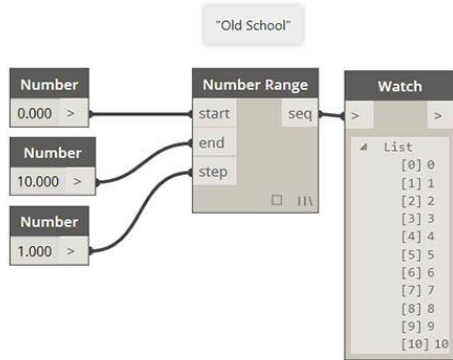 "Old School"
Number
0.000 >
Number
10.000 >
Number
1.000 >
Number Range
start seq
end
step
Watch
> >
List
[0] 0
[1] 1
[2] 2
[3] 3
[4] 4
[5] 5
[6] 6
[7] 7
[8] 8
[9] 9
[10] 10